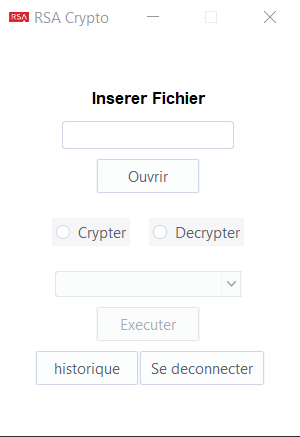 RSA RSA Crypto
Inserer Fichier
Ouvrir
Crypter Decrypter
Executer
historique Se deconnecter